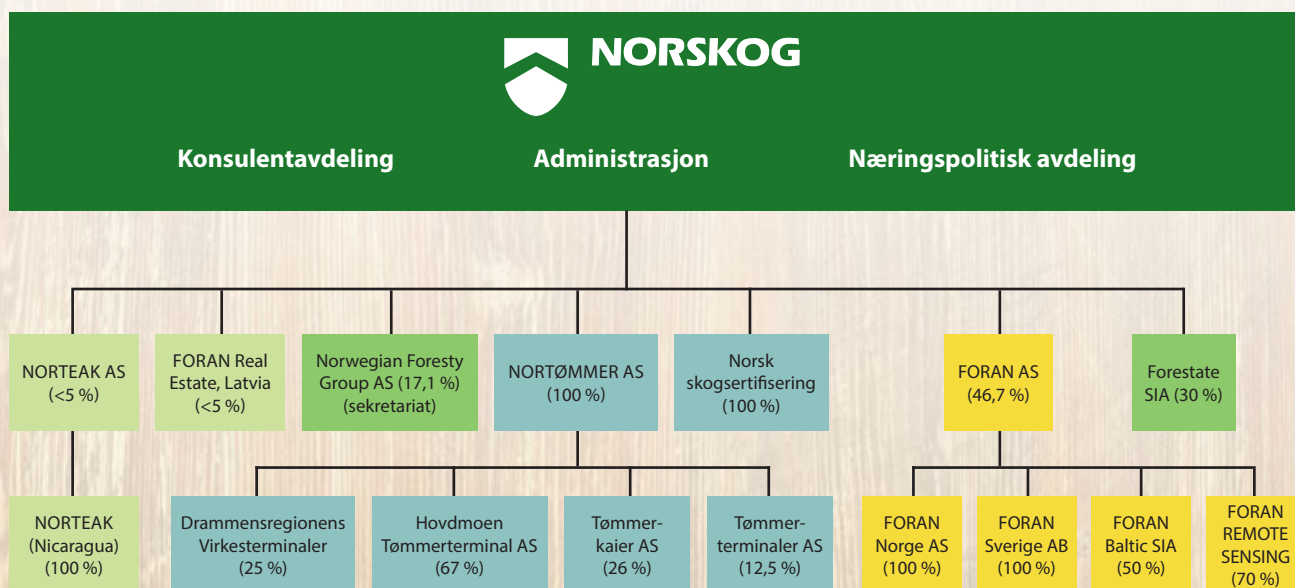 NORSKOG
Konsulentavdeling Administrasjon Næringspolitisk avdeling
NORTEAK AS
(<5 %)
FORAN Real
Estate, Latvia
(<5 %)
Norwegian Foresty
Group AS (17,1 %)
(sekretariat)
NORTØMMER AS
(100 %)
Norsk
skogsertifisering
(100 %)
FORAN AS
(46,7 %)
Forestate
SIA (30 %)
NORTEAK
(Nicaragua)
(100 %)
Drammensregionens
Virkesterminaler
(25 %)
Hovdmoen
Tømmerterminal AS
(67 %)
Tømmer-
kaier AS
(26 %)
Tømmer-
terminaler AS
(12,5 %)
FORAN
Norge AS
(100 %)
FORAN
Sverige AB
(100 %)
FORAN
Baltic SIA
(50 %)
FORAN
REMOTE
SENSING
(70 %)